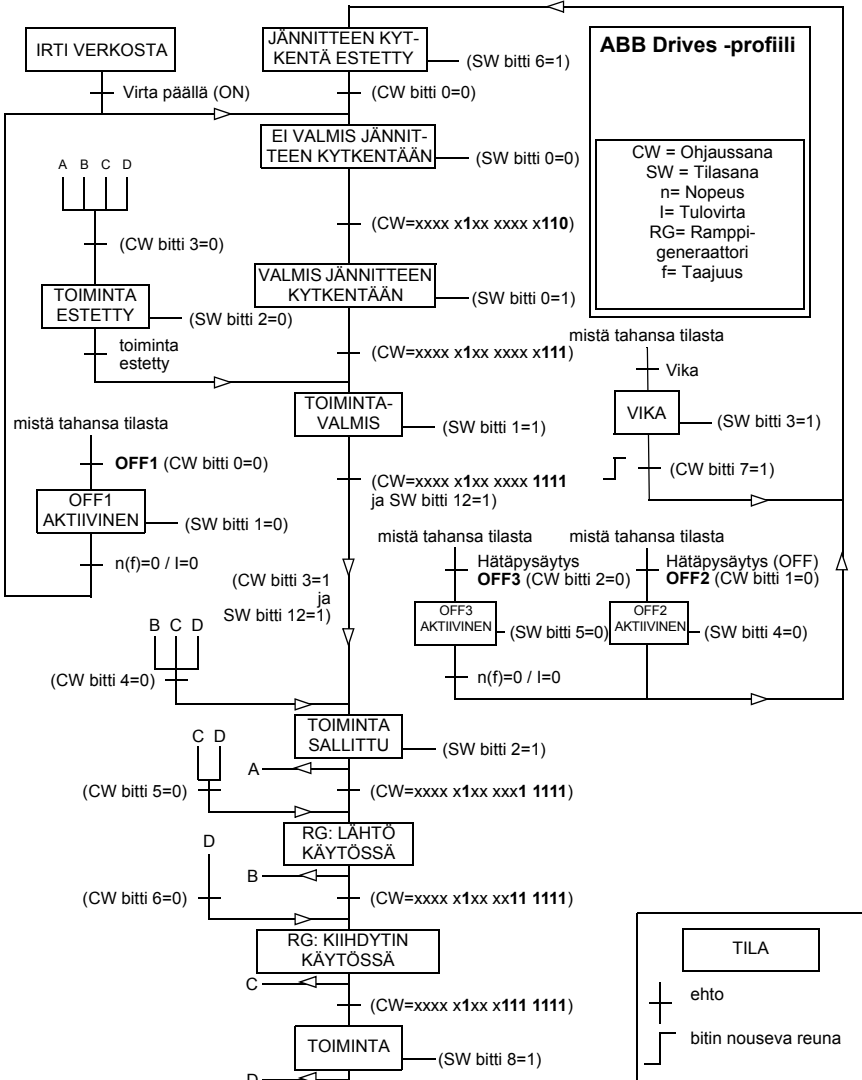 IRTI VERKOSTA
JÄNNITTEEN KYT-
KENTÄ ESTETTY
(SW bitti 6=1)
Virta päällä (ON)
(CW bitti 0=0)
EI VALMIS JÄNNIT-
TEEN KYTKENTÄÄN
(SW bitti 0=0)
ABB Drives -profiili
CW = Ohjaussana
SW = Tilasana
n= Nopeus
I= Tulovirta
RG= Ramppi-
generaattori
f= Taajuus
A B C D
(CW bitti 3=0)
(CW=xxxx x1xx xxxx x110)
TOIMINTA
ESTETTY
(SW bitti 2=0)
toiminta
estetty
VALMIS JÄNNITTEEN
KYTKENTÄÄN
(SW bitti 0=1)
(CW=xxxx x1xx xxxx x111)
mistä tahansa tilasta
Vika
VIKA
(SW bitti 3=1)
(CW bitti 7=1)
TOIMINTA-
VALMIS
(SW bitti 1=1)
mistä tahansa tilasta
OFF1 (CW bitti 0=0)
OFF1
AKTIIVINEN
(SW bitti 1=0)
n(f)=0 / I=0
(CW=xxxx x1xx xxxx 1111
ja SW bitti 12=1)
(CW bitti 3=1
ja
SW bitti 12=1)
mistä tahansa tilasta
Hätäpysäytys
OFF3 (CW bitti 2=0)
OFF3
AKTIIVINEN
(SW bitti 5=0)
n(f)=0 / I=0
mistä tahansa tilasta
Hätäpysäytys (OFF)
OFF2 (CW bitti 1=0)
OFF2
AKTIIVINEN
(SW bitti 4=0)
B C D
(CW bitti 4=0)
TOIMINTA
SALLITTU
(SW bitti 2=1)
C D
A
(CW bitti 5=0)
(CW=xxxx x1xx xxx1 1111)
RG: LÄHTÖ
KÄYTÖSSÄ
D
B
(CW bitti 6=0)
(CW=xxxx x1xx xx11 1111)
RG: KIIHDYTIN
KÄYTÖSSÄ
C
(CW=xxxx x1xx x111 1111)
TOIMINTA
(SW bitti 8=1)
D
TILA
ehto
bitin nouseva reuna